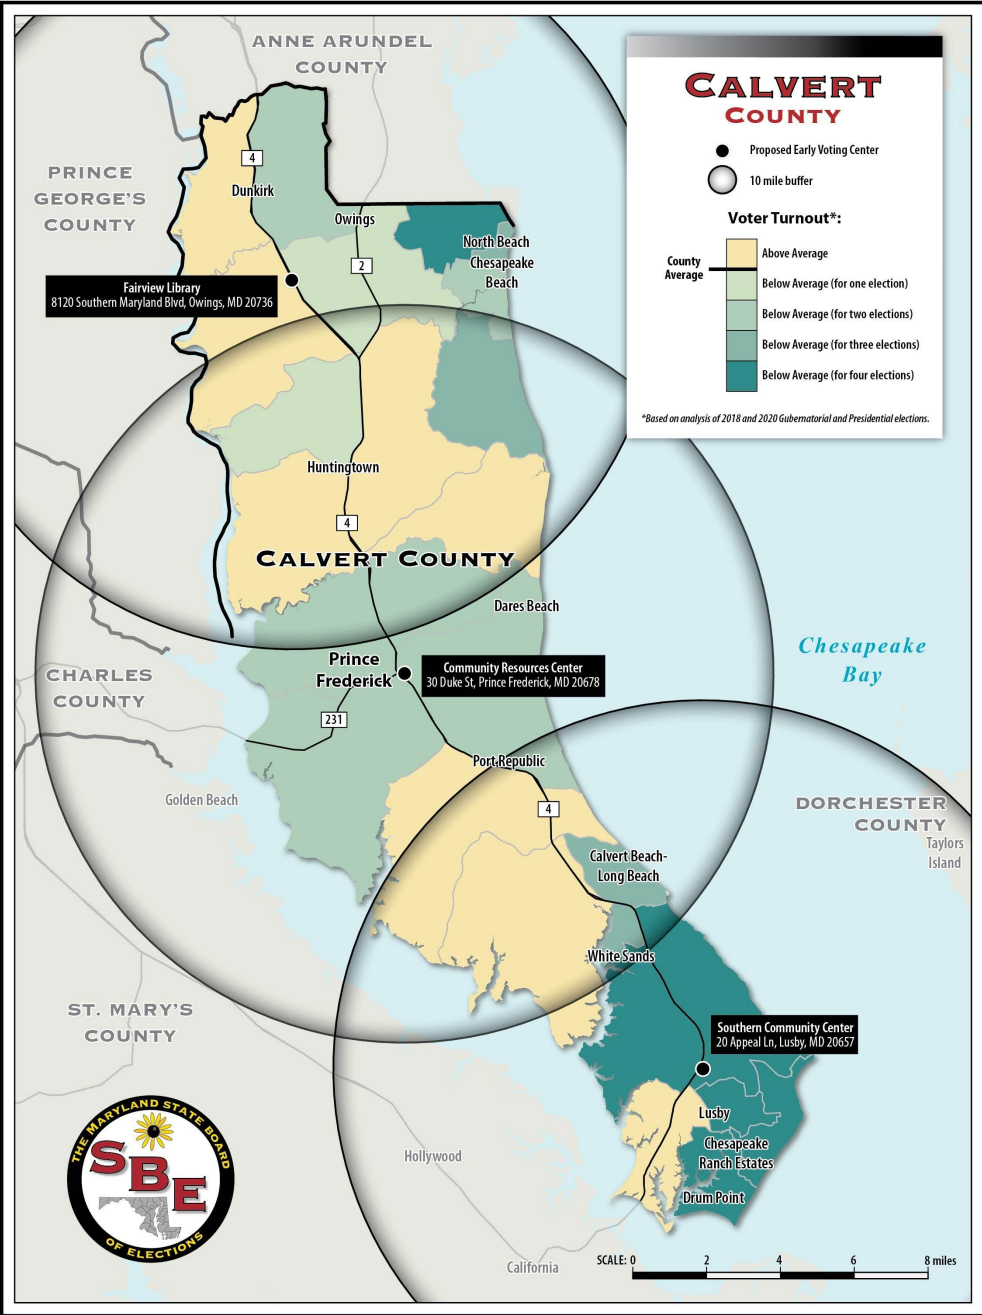 ANNE ARUNDEL
COUNTY
PRINCE
GEORGE'S
COUNTY
CALVERT
COUNTY
Proposed Early Voting Center
10 mile buffer
Voter Turnout*:
County
Average
Above Average
Below Average (for one election)
Below Average (for two elections)
Below Average (for three elections)
Below Average (for four elections)
*Based on analysis of 2018 and 2020 Gubernatorial and Presidential elections.
4
Dunkirk
Owings
North Beach
Chesapeake
Beach
2
Fairview Library
8120 Southern Maryland Blvd, Owings, MD 20736
Huntingtown
4
CALVERT COUNTY
Dares Beach
Prince
Frederick
Community Resources Center
30 Duke St, Prince Frederick, MD 20678
Chesapeake
Bay
CHARLES
COUNTY
231
Port Republic
Golden Beach
4
DORCHESTER
COUNTY
Taylors
Island
Calvert Beach-
Long Beach
White Sands
ST. MARY'S
COUNTY
Southern Community Center
20 Appeal Ln, Lusby, MD 20657
Lusby
Chesapeake
Ranch Estates
Drum Point
Hollywood
California
THE MARYLAND STATE BOARD
SBE
OF ELECTIONS
SCALE: 0 2 4 6 8 miles